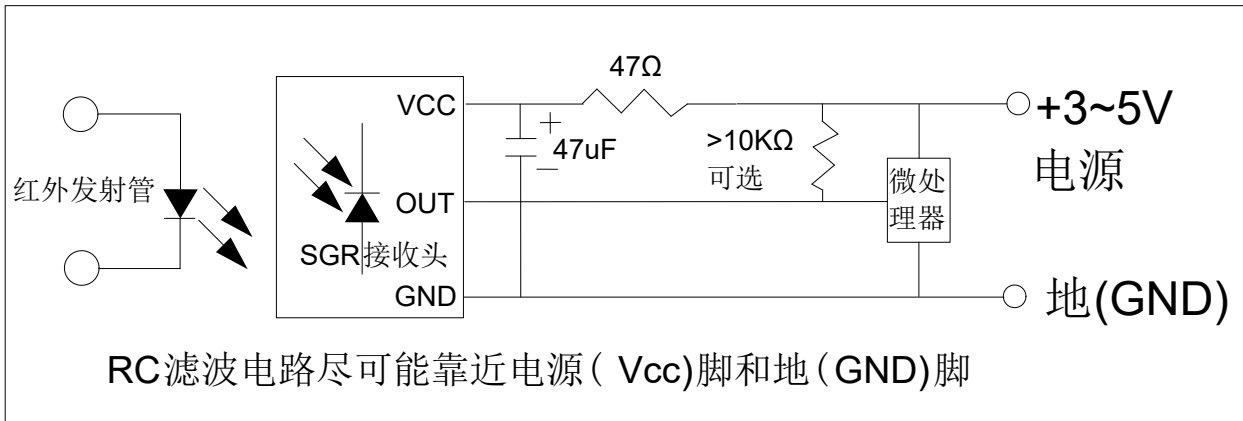 47Ω
VCC
+
47uF
−
>10KΩ
可选
+3~5V
电源
红外发射管
OUT
微处
理器
SGR接收头
GND
地(GND)
RC滤波电路尽可能靠近电源( Vcc)脚和地(GND)脚